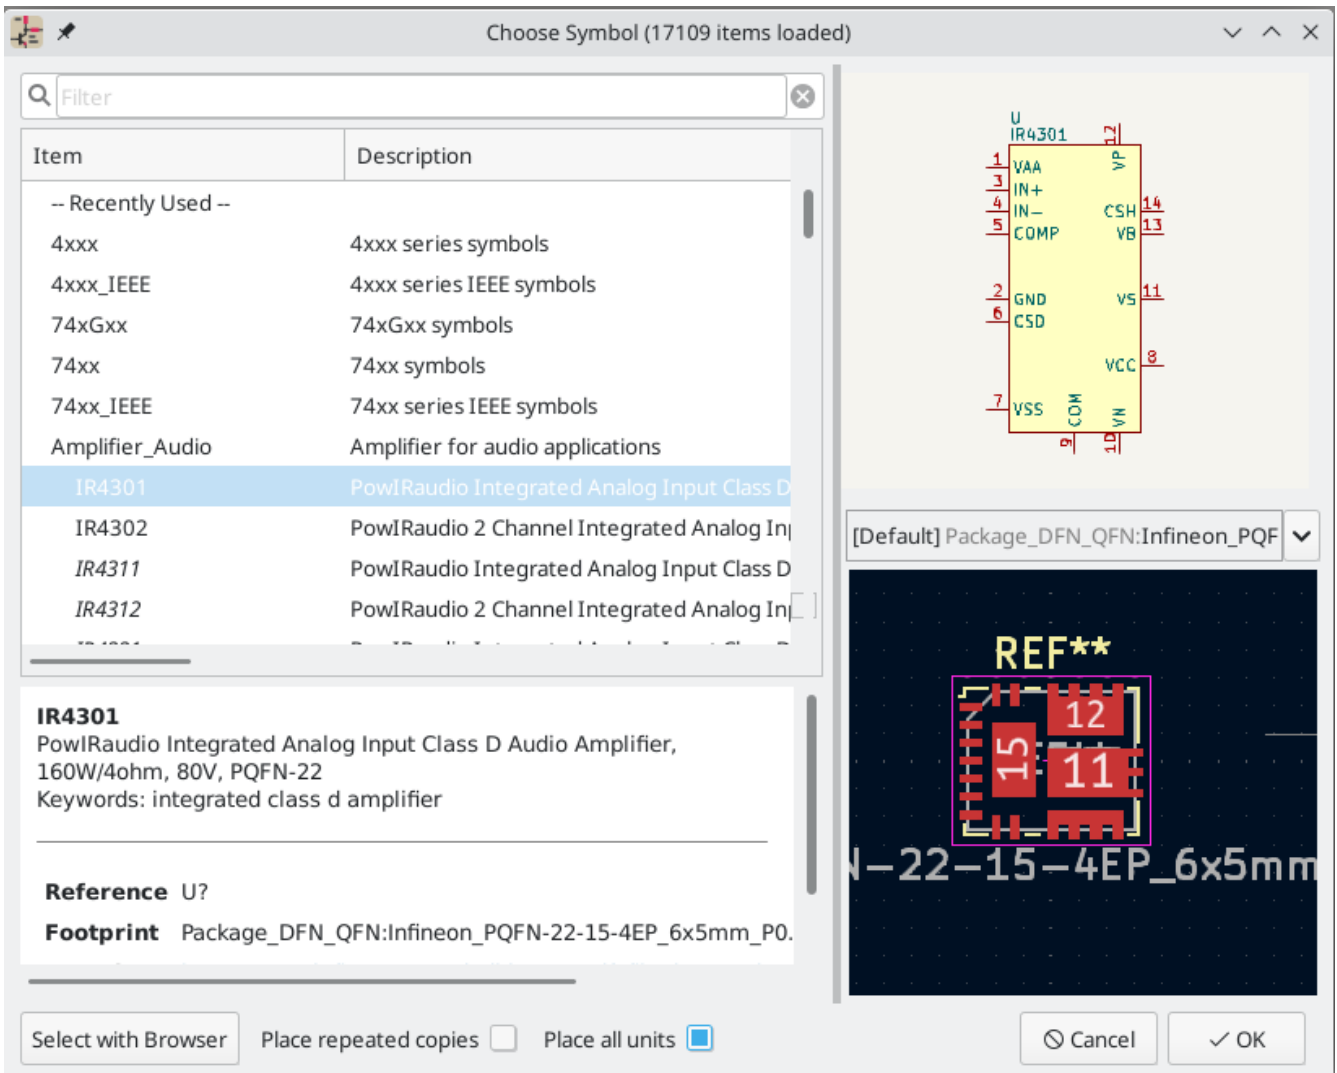 Choose Symbol (17109 items loaded)
Filter
Item Description
-- Recently Used --
4xxx 4xxx series symbols
4xxx_IEEE 4xxx series IEEE symbols
74xGxx 74xGxx symbols
74xx 74xx symbols
74xx_IEEE 74xx series IEEE symbols
Amplifier_Audio Amplifier for audio applications
IR4301 PowIRaudio Integrated Analog Input Class D
IR4302 PowIRaudio 2 Channel Integrated Analog Inp
IR4311 PowIRaudio Integrated Analog Input Class D
IR4312 PowIRaudio 2 Channel Integrated Analog Inp
IR4301
PowIRaudio Integrated Analog Input Class D Audio Amplifier,
160W/4ohm, 80V, PQFN-22
Keywords: integrated class d amplifier
Reference U?
Footprint Package_DFN_QFN:Infineon_PQFN-22-15-4EP_6x5mm_P0.
Select with Browser Place repeated copies Place all units
U
IR4301
12
VP
1 VAA
3 IN+
4 IN−
5 COMP
CSH 14
VB 13
2 GND
6 CSD
VS 11
VCC 8
7 VSS
COM
9
VN
10
[Default] Package_DFN_QFN:Infineon_PQF
REF**
12
15
11
N-22-15-4EP_6x5mm
Cancel OK